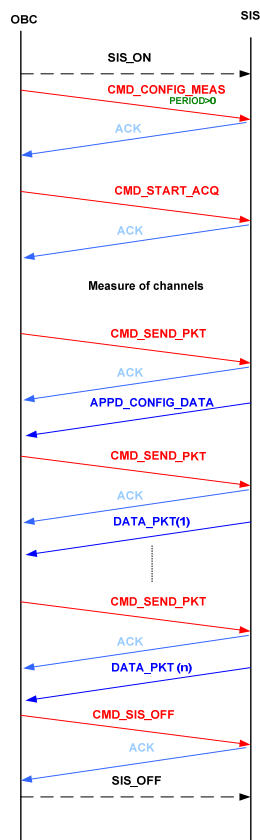 OBC
SIS
SIS_ON
CMD_CONFIG_MEAS
PERIOD>0
ACK
CMD_START_ACQ
ACK
Measure of channels
CMD_SEND_PKT
ACK
APPD_CONFIG_DATA
CMD_SEND_PKT
ACK
DATA_PKT(1)
CMD_SEND_PKT
ACK
DATA_PKT (n)
CMD_SIS_OFF
ACK
SIS_OFF